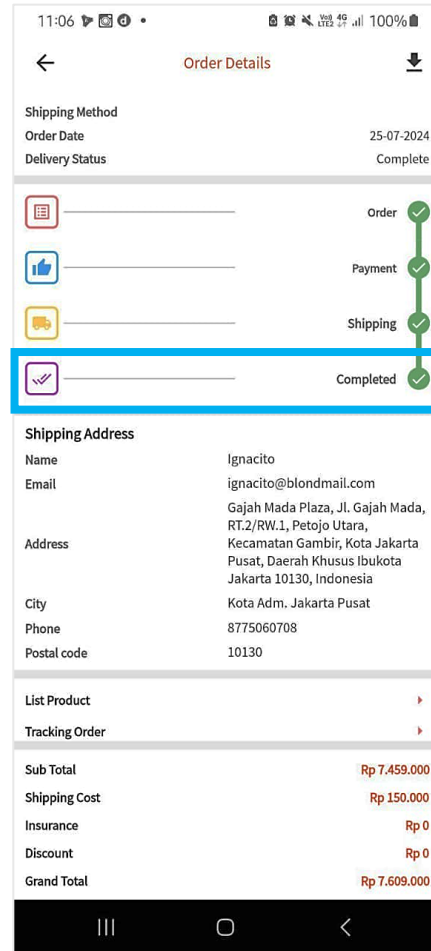 11:06 VoD 4G LTE2 100%
Order Details
Shipping Method
Order Date 25-07-2024
Delivery Status Complete
Order
Payment
Shipping
Completed
Shipping Address
Name Ignacito
Email ignacito@blondmail.com
Address Gajah Mada Plaza, Jl. Gajah Mada,
RT.2/RW.1, Petojo Utara,
Kecamatan Gambir, Kota Jakarta
Pusat, Daerah Khusus Ibukota
Jakarta 10130, Indonesia
City Kota Adm. Jakarta Pusat
Phone 8775060708
Postal code 10130
List Product
Tracking Order
Sub Total Rp 7.459.000
Shipping Cost Rp 150.000
Insurance Rp 0
Discount Rp 0
Grand Total Rp 7.609.000